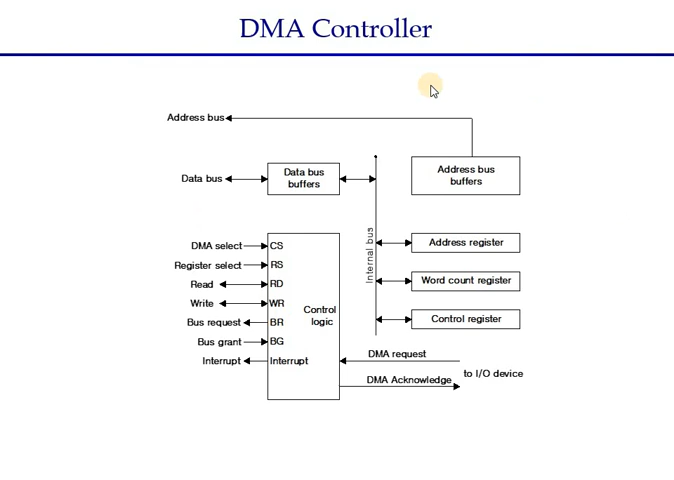 DMA Controller
Address bus
Data bus
Data bus
buffers
Address bus
buffers
Internal bus
Address register
Word count register
Control register
DMA select
CS
Register select
RS
Read
RD
Write
WR
Bus request
BR
Bus grant
BG
Interrupt
Interrupt
Control
logic
DMA request
DMA Acknowledge
to I/O device